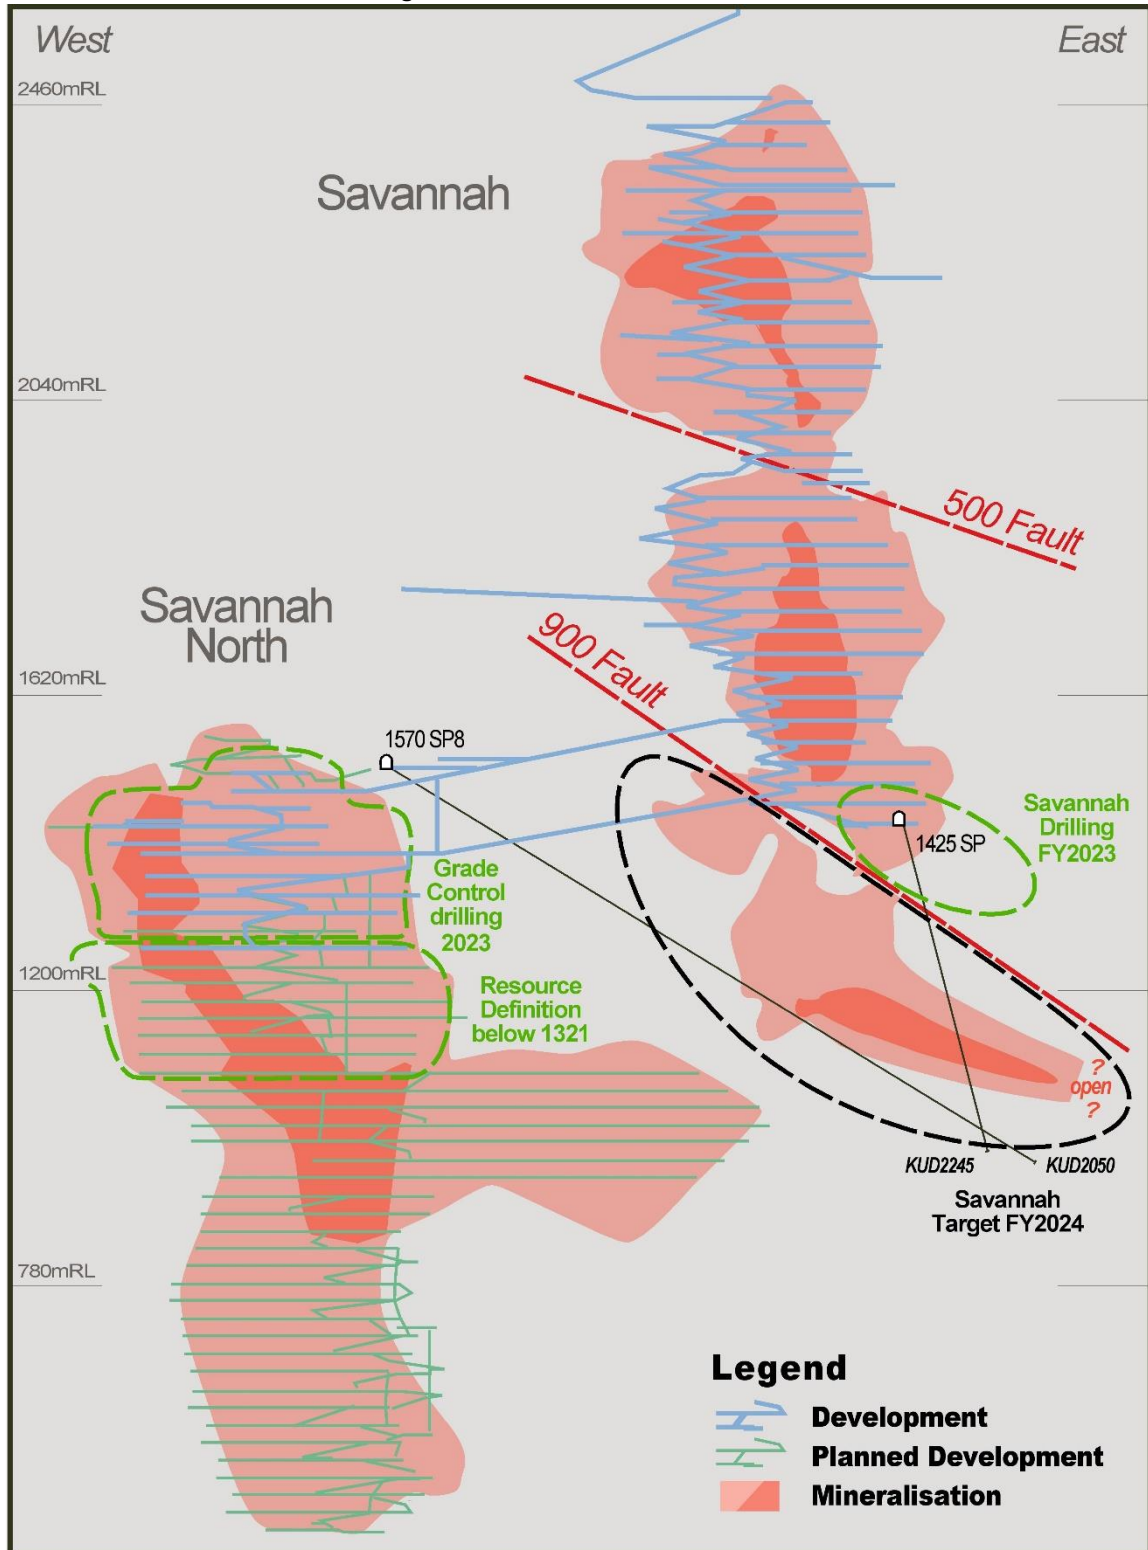 West
East
2460mRL
Savannah
2040mRL
500 Fault
Savannah
North
900 Fault
1620mRL
1570 SP8
Savannah
Drilling
FY2023
1425 SP
Grade
Control
drilling
2023
1200mRL
Resource
Definition
below 1321
?
open
?
KUD2245
KUD2050
Savannah
Target FY2024
780mRL
Legend
Development
Planned Development
Mineralisation